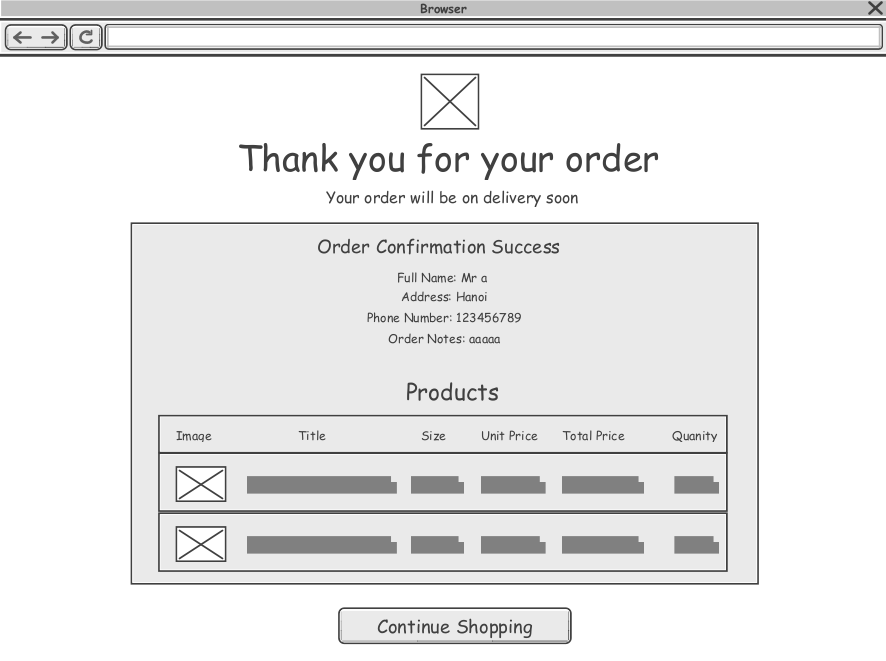 Browser
Thank you for your order
Your order will be on delivery soon
Order Confirmation Success
Full Name: Mr a
Address: Hanoi
Phone Number: 123456789
Order Notes: aaaaa
Products
Image Title Size Unit Price Total Price Quanity
Continue Shopping